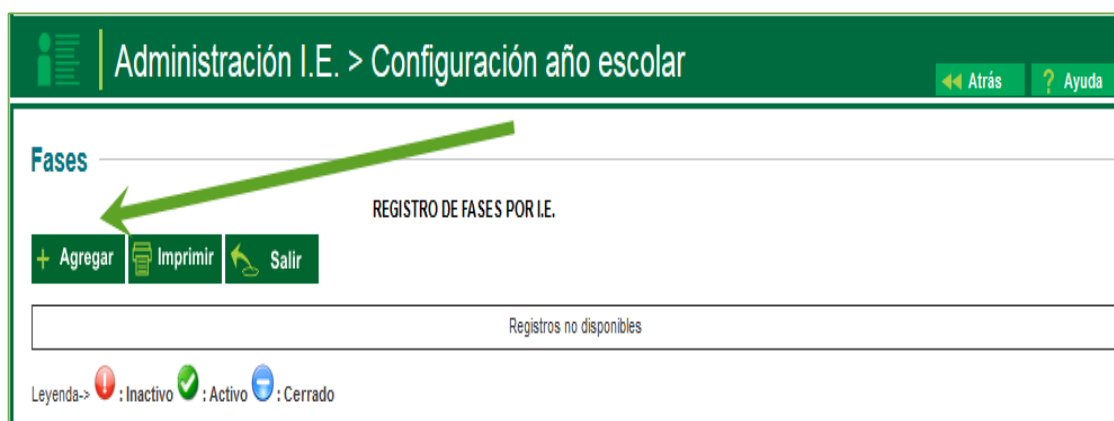 Administración I.E. > Configuración año escolar
Atrás
? Ayuda
Fases
REGISTRO DE FASES POR I.E.
+ Agregar Imprimir Salir
Registros no disponibles
Leyenda-> : Inactivo : Activo : Cerrado